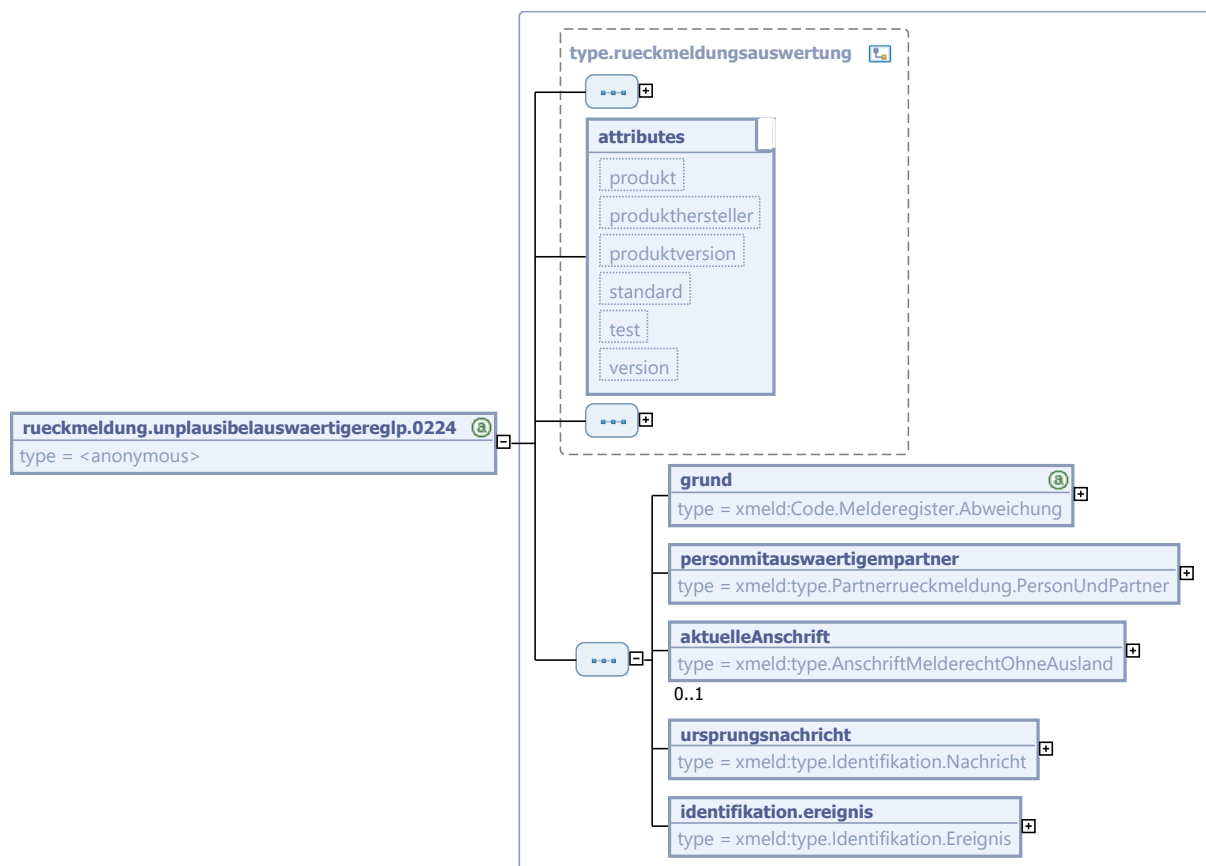 type.rueckmeldungsauswertung
attributes
produkt
produkthersteller
produktversion
standard
test
version
rueckmeldung.unplausibelauswaertigereglp.0224
type = <anonymous>
grund
type = xmeld:Code.Melderegister.Abweichung
personmitauswaertigempartner
type = xmeld:type.Partnerrueckmeldung.PersonUndPartner
aktuelleAnschrift
type = xmeld:type.AnschriftMelderechtOhneAusland
0..1
ursprungsnachricht
type = xmeld:type.Identifikation.Nachricht
identifikation.ereignis
type = xmeld:type.Identifikation.Ereignis